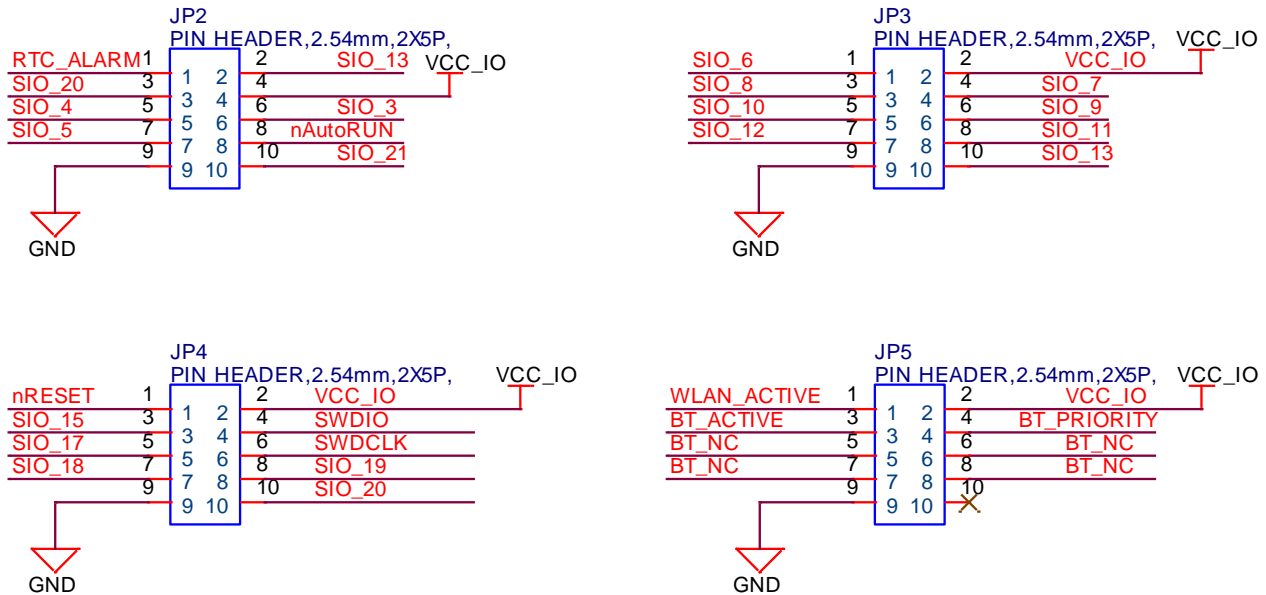 JP2
PIN HEADER,2.54mm,2X5P,
RTC_ALARM 1 1 2 2 SIO_13 VCC_IO
SIO_20 3 3 4 4
SIO_4 5 5 6 6 SIO_3
SIO_5 7 7 8 8 nAutoRUN
9 9 10 10 SIO_21
GND
JP3
PIN HEADER,2.54mm,2X5P, VCC_IO
SIO_6 1 1 2 2 VCC_IO
SIO_8 3 3 4 4 SIO_7
SIO_10 5 5 6 6 SIO_9
SIO_12 7 7 8 8 SIO_11
9 9 10 10 SIO_13
GND
JP4
PIN HEADER,2.54mm,2X5P, VCC_IO
nRESET 1 1 2 2 VCC_IO
SIO_15 3 3 4 4 SWDIO
SIO_17 5 5 6 6 SWDCLK
SIO_18 7 7 8 8 SIO_19
9 9 10 10 SIO_20
GND
JP5
PIN HEADER,2.54mm,2X5P, VCC_IO
WLAN_ACTIVE 1 1 2 2 VCC_IO
BT_ACTIVE 3 3 4 4 BT_PRIORITY
BT_NC 5 5 6 6 BT_NC
BT_NC 7 7 8 8 BT_NC
9 9 10 10
GND